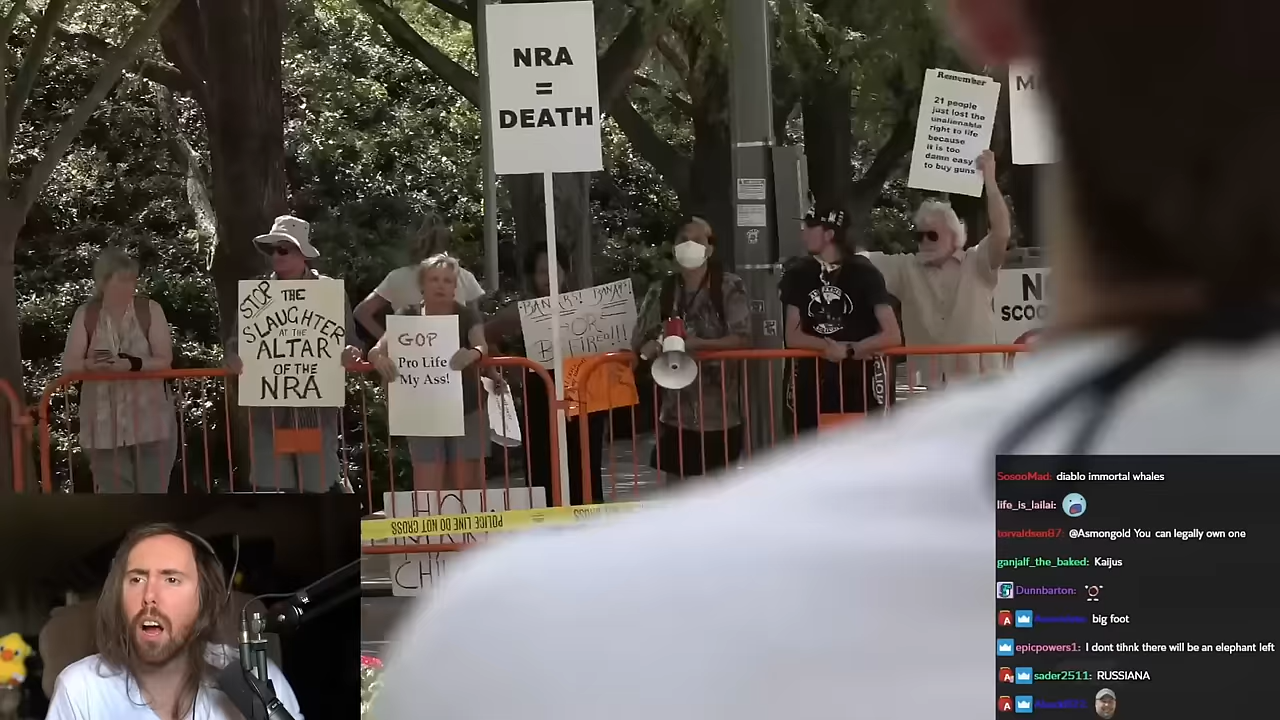 NRA
=
DEATH
Remember
21 people
just lost the
unalienable
right to life
because
it is too
damn easy
to buy guns
M
STOP THE
SLAUGHTER
AT THE
ALTAR
OF THE
NRA
GOP
Pro Life
My Ass!
OR
N
SCOO
POLICE LINE DO NOT CROSS
SosooMad: diablo immortal whales
life_is_lailai:
torvaldsen87: @Asmongold You can legally own one
ganjalf_the_baked: Kaijus
Dunnbarton:
big foot
epicpowers1: I dont tihnk there will be an elephant left
sader2511: RUSSIANA